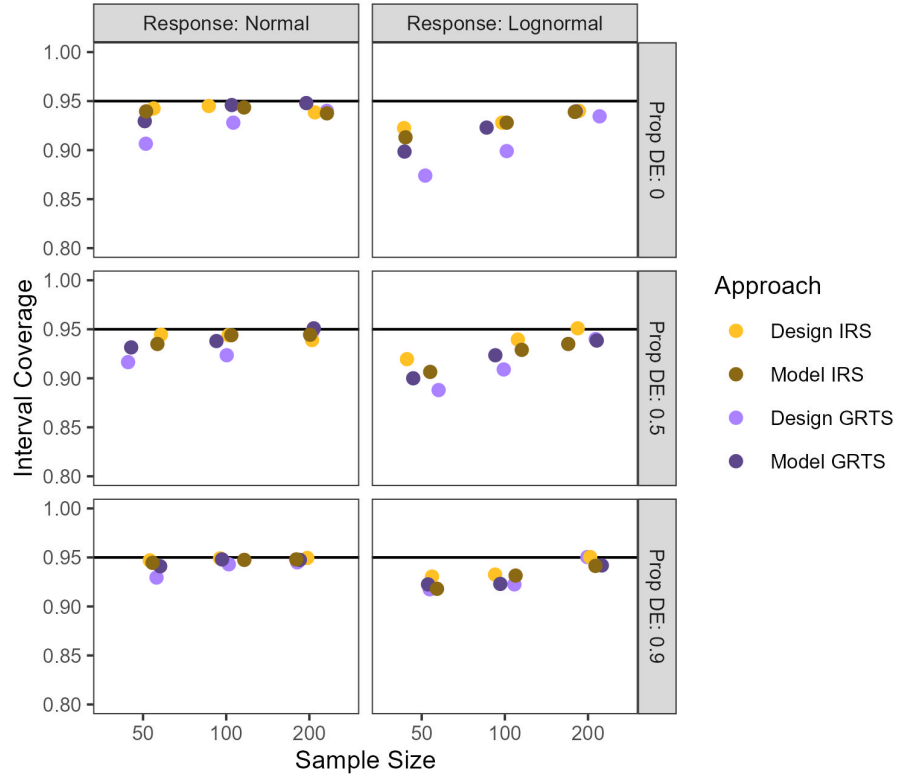 Response: Normal
Response: Lognormal
1.00
0.95
0.90
0.85
0.80
Prop DE: 0
1.00
0.95
0.90
0.85
0.80
Prop DE: 0.5
1.00
0.95
0.90
0.85
0.80
Prop DE: 0.9
Interval Coverage
50
100
200
50
100
200
Sample Size
Approach
Design IRS
Model IRS
Design GRTS
Model GRTS